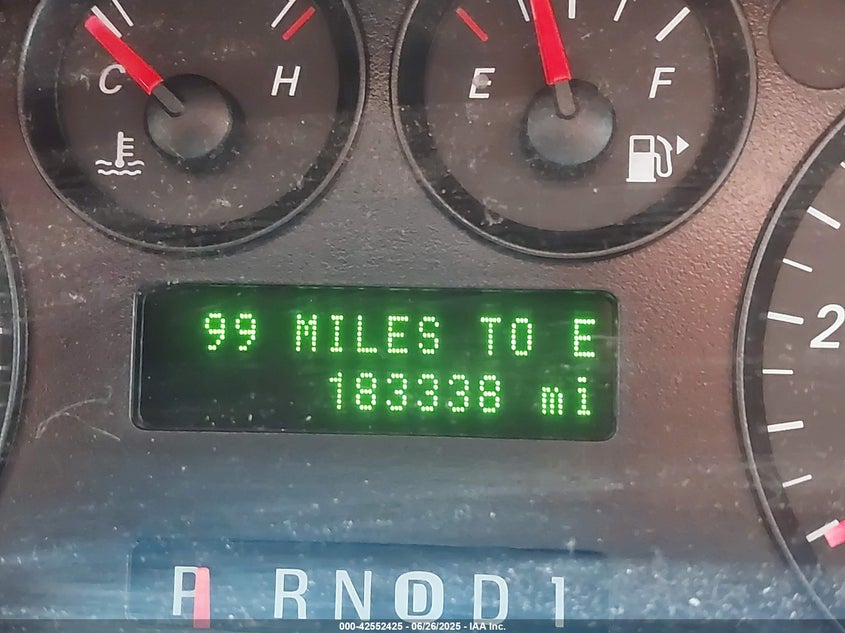 C H
E F
2
99 MILES TO E
183338 mi
P R N D D 1
000-42552425 - 06/26/2025 - IAA Inc.